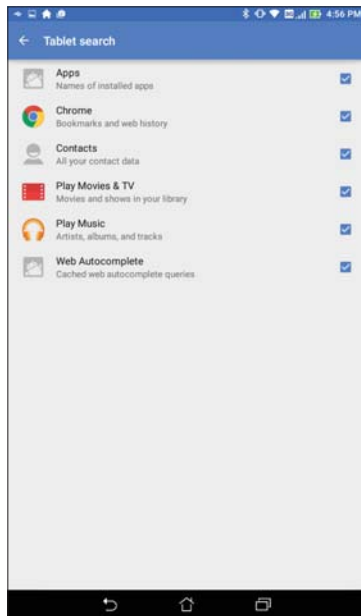 4:56 PM
Tablet search
Apps
Names of installed apps
Chrome
Bookmarks and web history
Contacts
All your contact data
Play Movies & TV
Movies and shows in your library
Play Music
Artists, albums, and tracks
Web Autocomplete
Cached web autocomplete queries